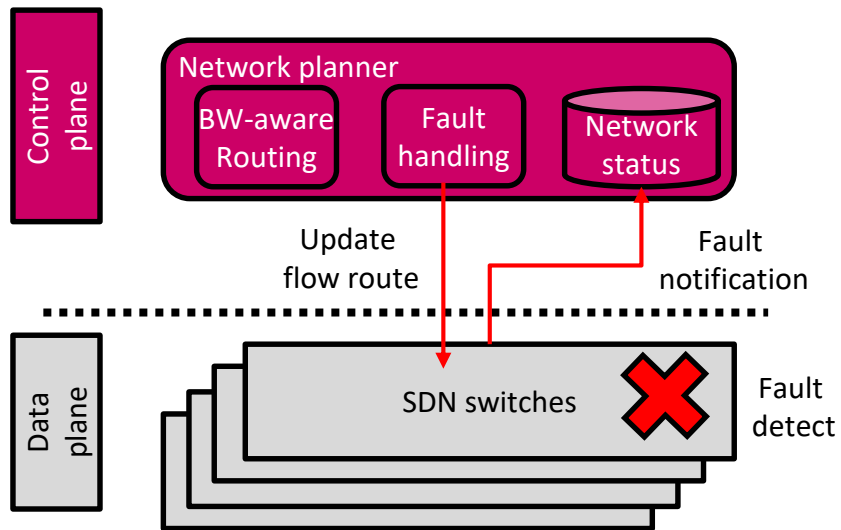 Control
plane
Network planner
BW-aware
Routing
Fault
handling
Network
status
Update
flow route
Fault
notification
Data
plane
SDN switches
Fault
detect